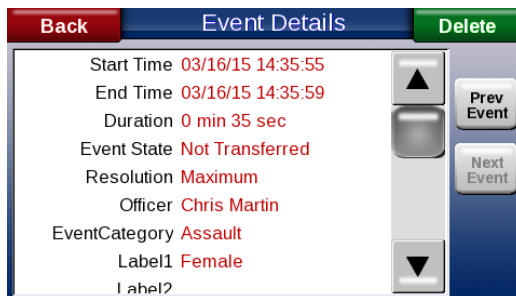 Back Event Details Delete
Start Time 03/16/15 14:35:55
End Time 03/16/15 14:35:59
Duration 0 min 35 sec
Event State Not Transferred
Resolution Maximum
Officer Chris Martin
EventCategory Assault
Label1 Female
Label2
Prev
Event
Next
Event